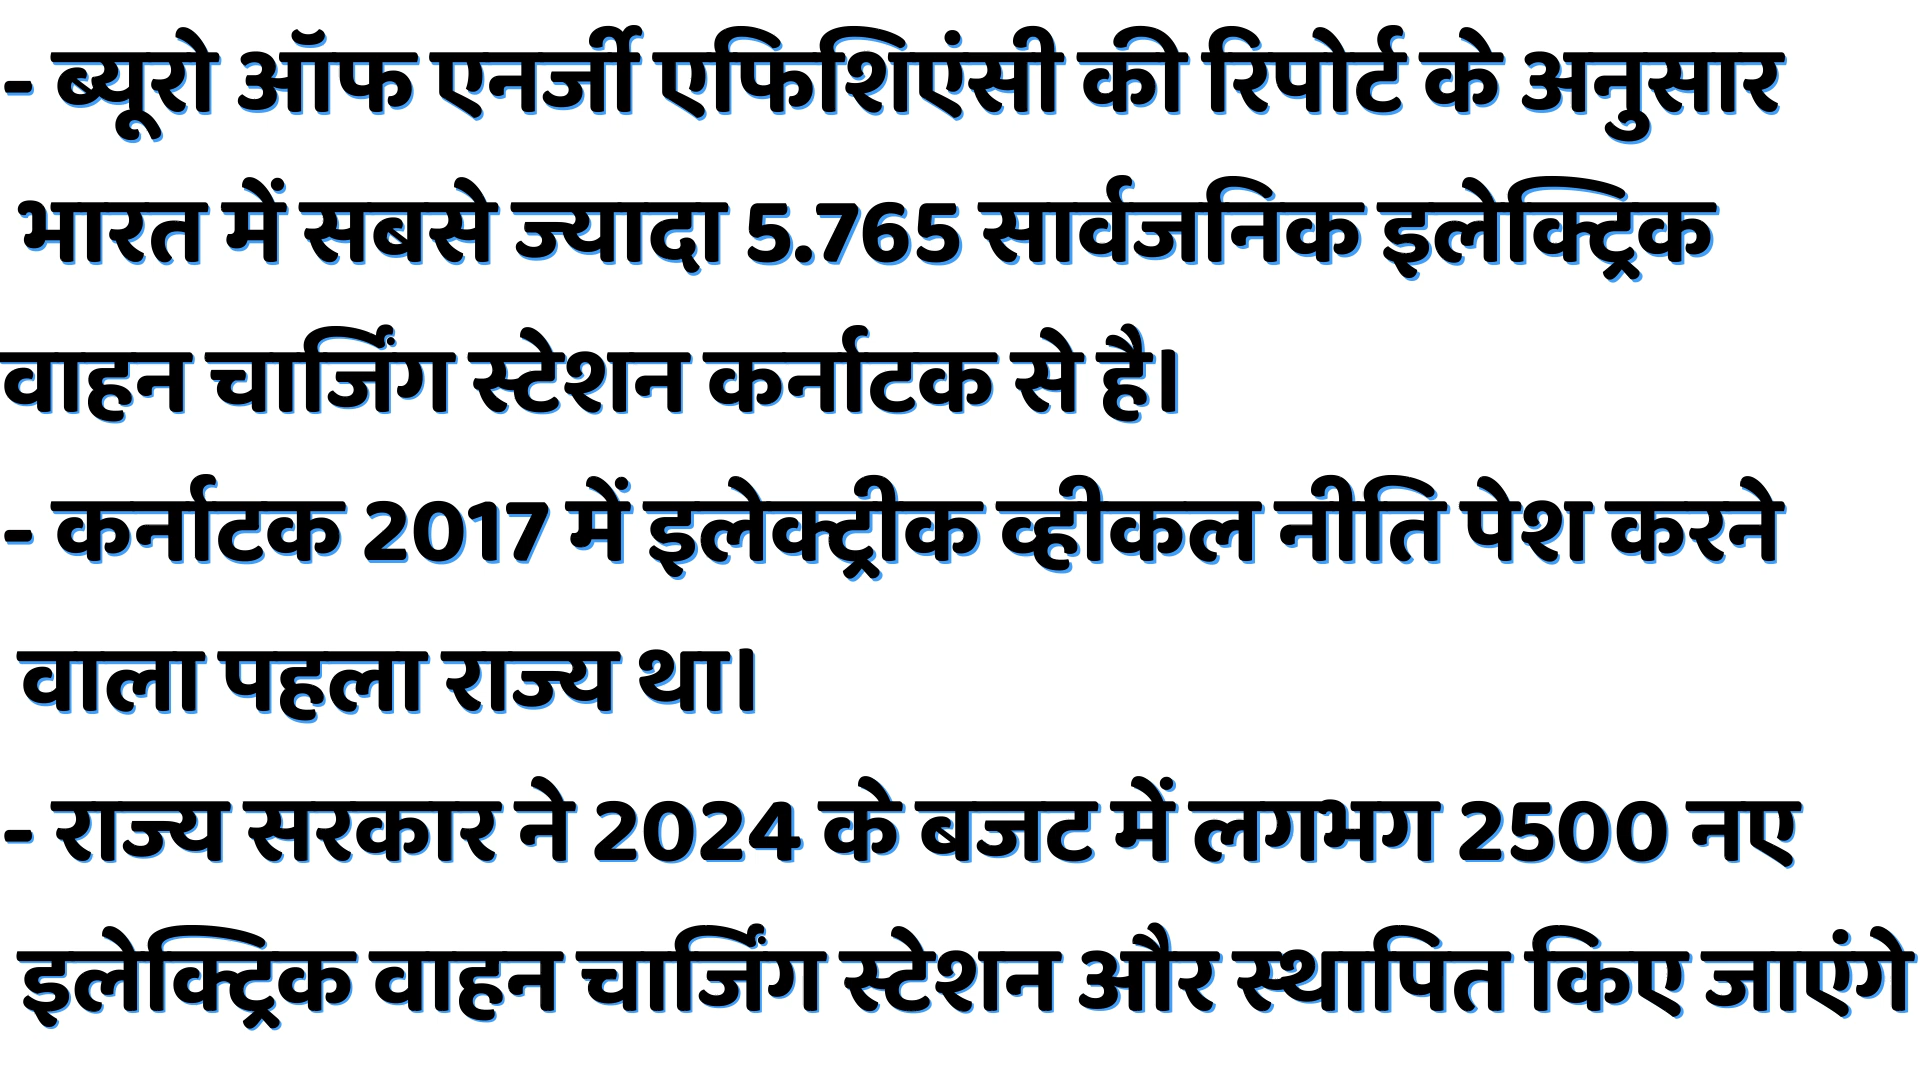 - ब्यूरो ऑफ एनर्जी एफिशिएंसी की रिपोर्ट के अनुसार
भारत में सबसे ज्यादा 5.765 सार्वजनिक इलेक्ट्रिक
वाहन चार्जिंग स्टेशन कर्नाटक से है।
- कर्नाटक 2017 में इलेक्ट्रीक व्हीकल नीति पेश करने
वाला पहला राज्य था।
- राज्य सरकार ने 2024 के बजट में लगभग 2500 नए
इलेक्ट्रिक वाहन चार्जिंग स्टेशन और स्थापित किए जाएंगे